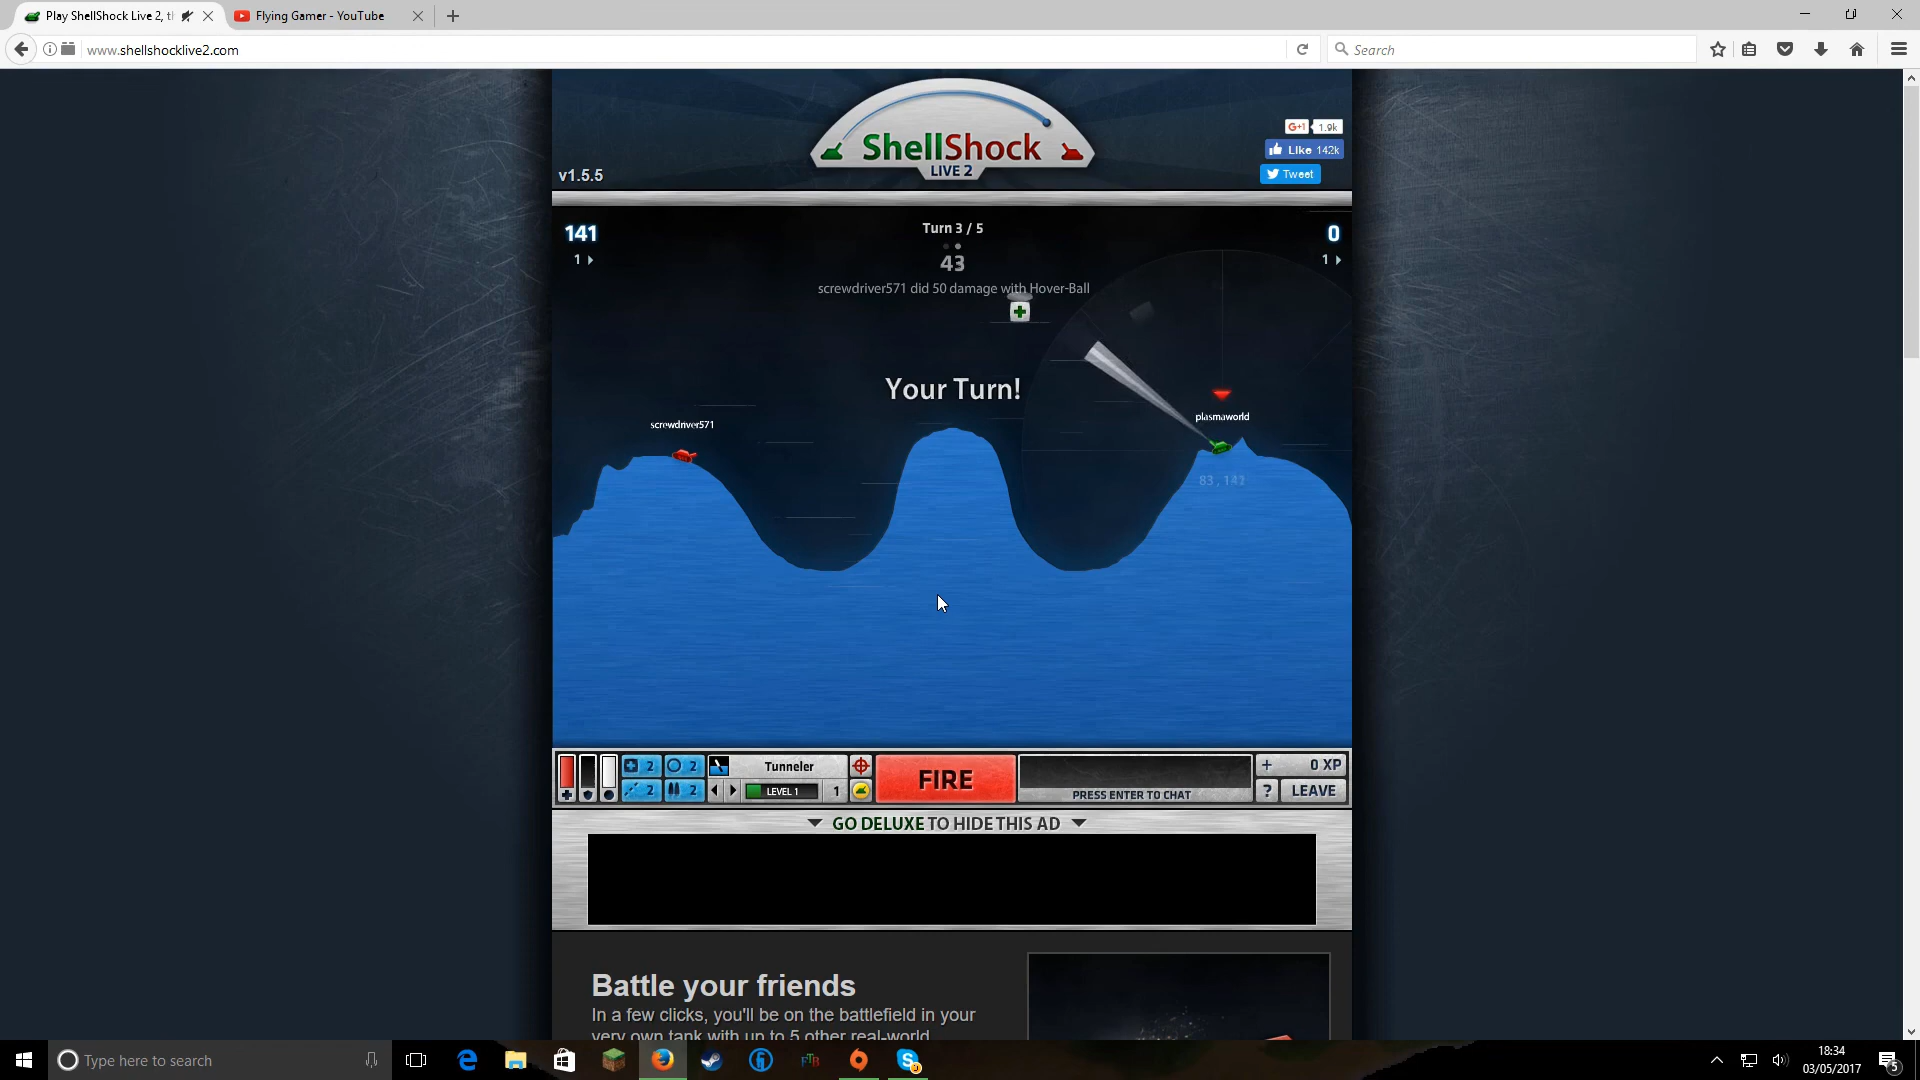 Play ShellShock Live 2, th
Flying Gamer - YouTube
www.shellshocklive2.com
Search
ShellShock
LIVE 2
v1.5.5
G+1 1.9k
Like 142k
Tweet
141
Turn 3 / 5
0
1
43
1
screwdriver571 did 50 damage with Hover-Ball
Your Turn!
screwdriver571
plasmaworld
83 , 142
2 2 Tunneler FIRE + 0 XP
2 2 LEVEL 1 1 PRESS ENTER TO CHAT ? LEAVE
GO DELUXE TO HIDE THIS AD
Battle your friends
In a few clicks, you'll be on the battlefield in your
very own tank with up to 5 other real-world
Type here to search
FTB
18:34
03/05/2017
5